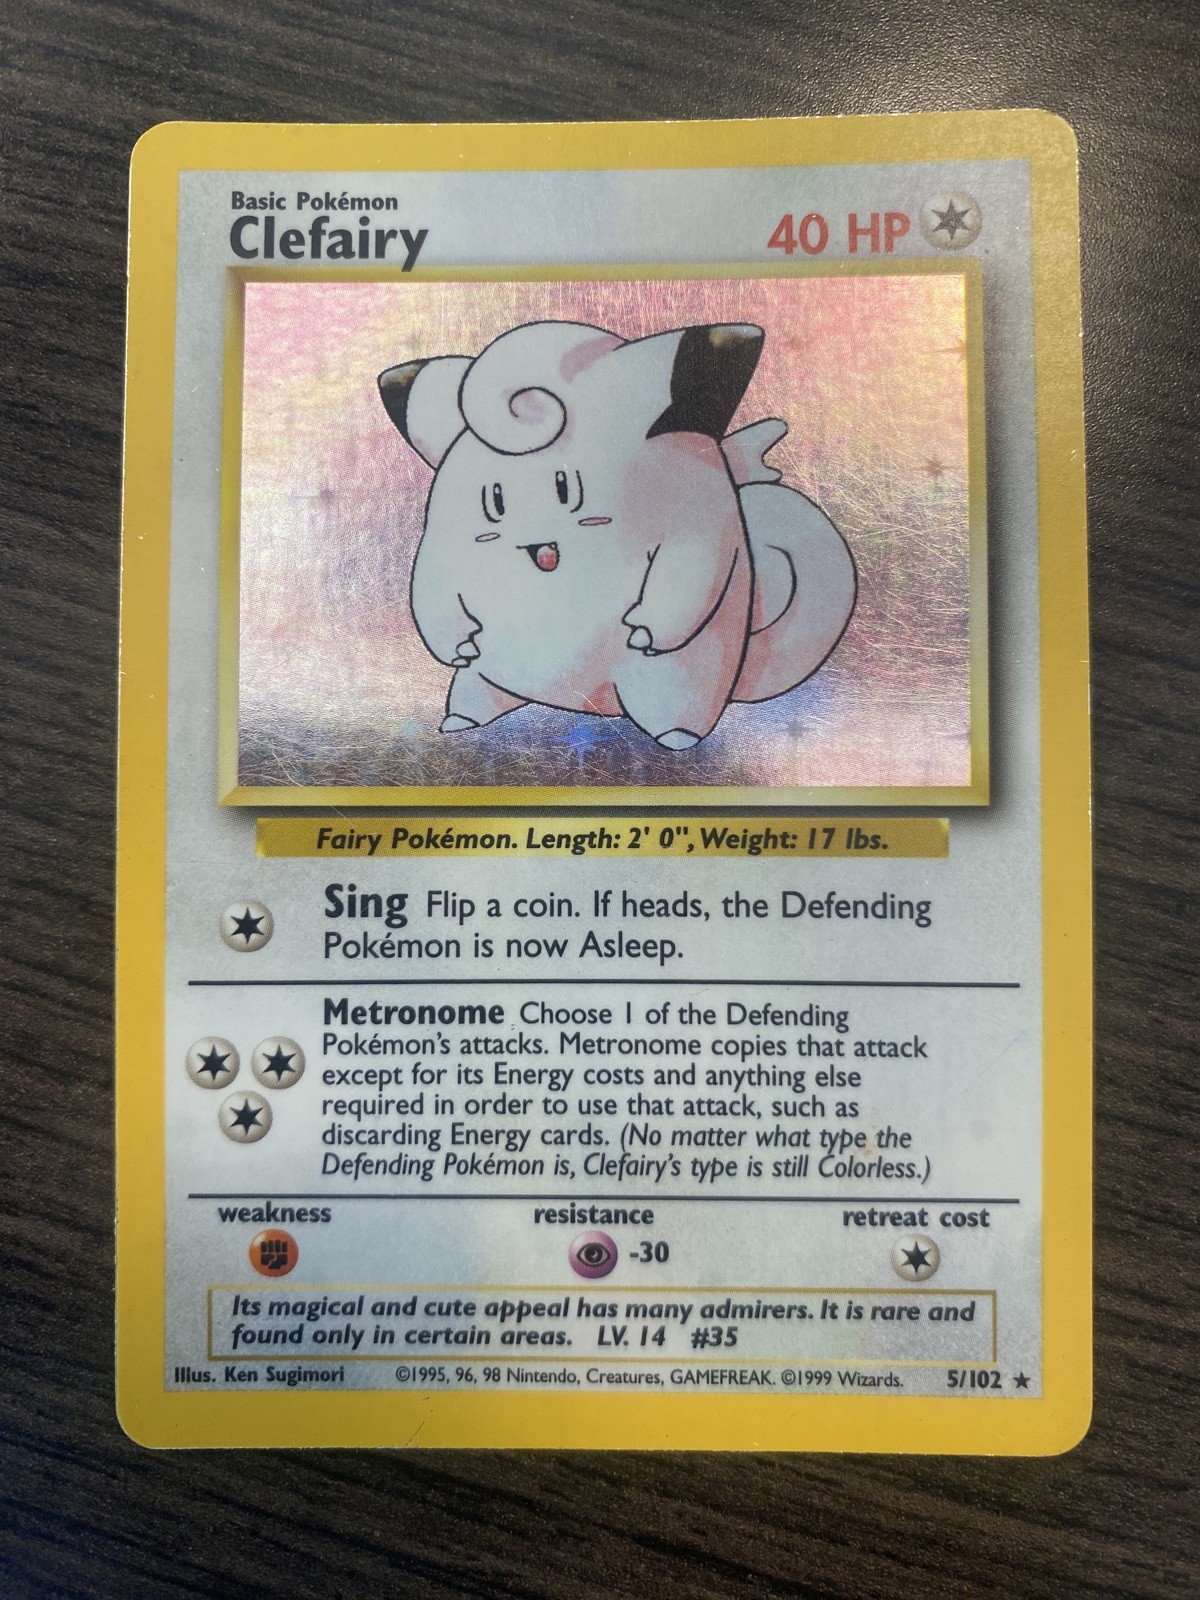 Basic Pokémon
Clefairy 40 HP
Fairy Pokémon. Length: 2' 0", Weight: 17 lbs.
Sing Flip a coin. If heads, the Defending
Pokémon is now Asleep.
Metronome Choose 1 of the Defending
Pokémon's attacks. Metronome copies that attack
except for its Energy costs and anything else
required in order to use that attack, such as
discarding Energy cards. (No matter what type the
Defending Pokémon is, Clefairy's type is still Colorless.)
weakness resistance retreat cost
-30
Its magical and cute appeal has many admirers. It is rare and
found only in certain areas. LV. 14 #35
Illus. Ken Sugimori ©1995, 96, 98 Nintendo, Creatures, GAMEFREAK. ©1999 Wizards. 5/102 ★